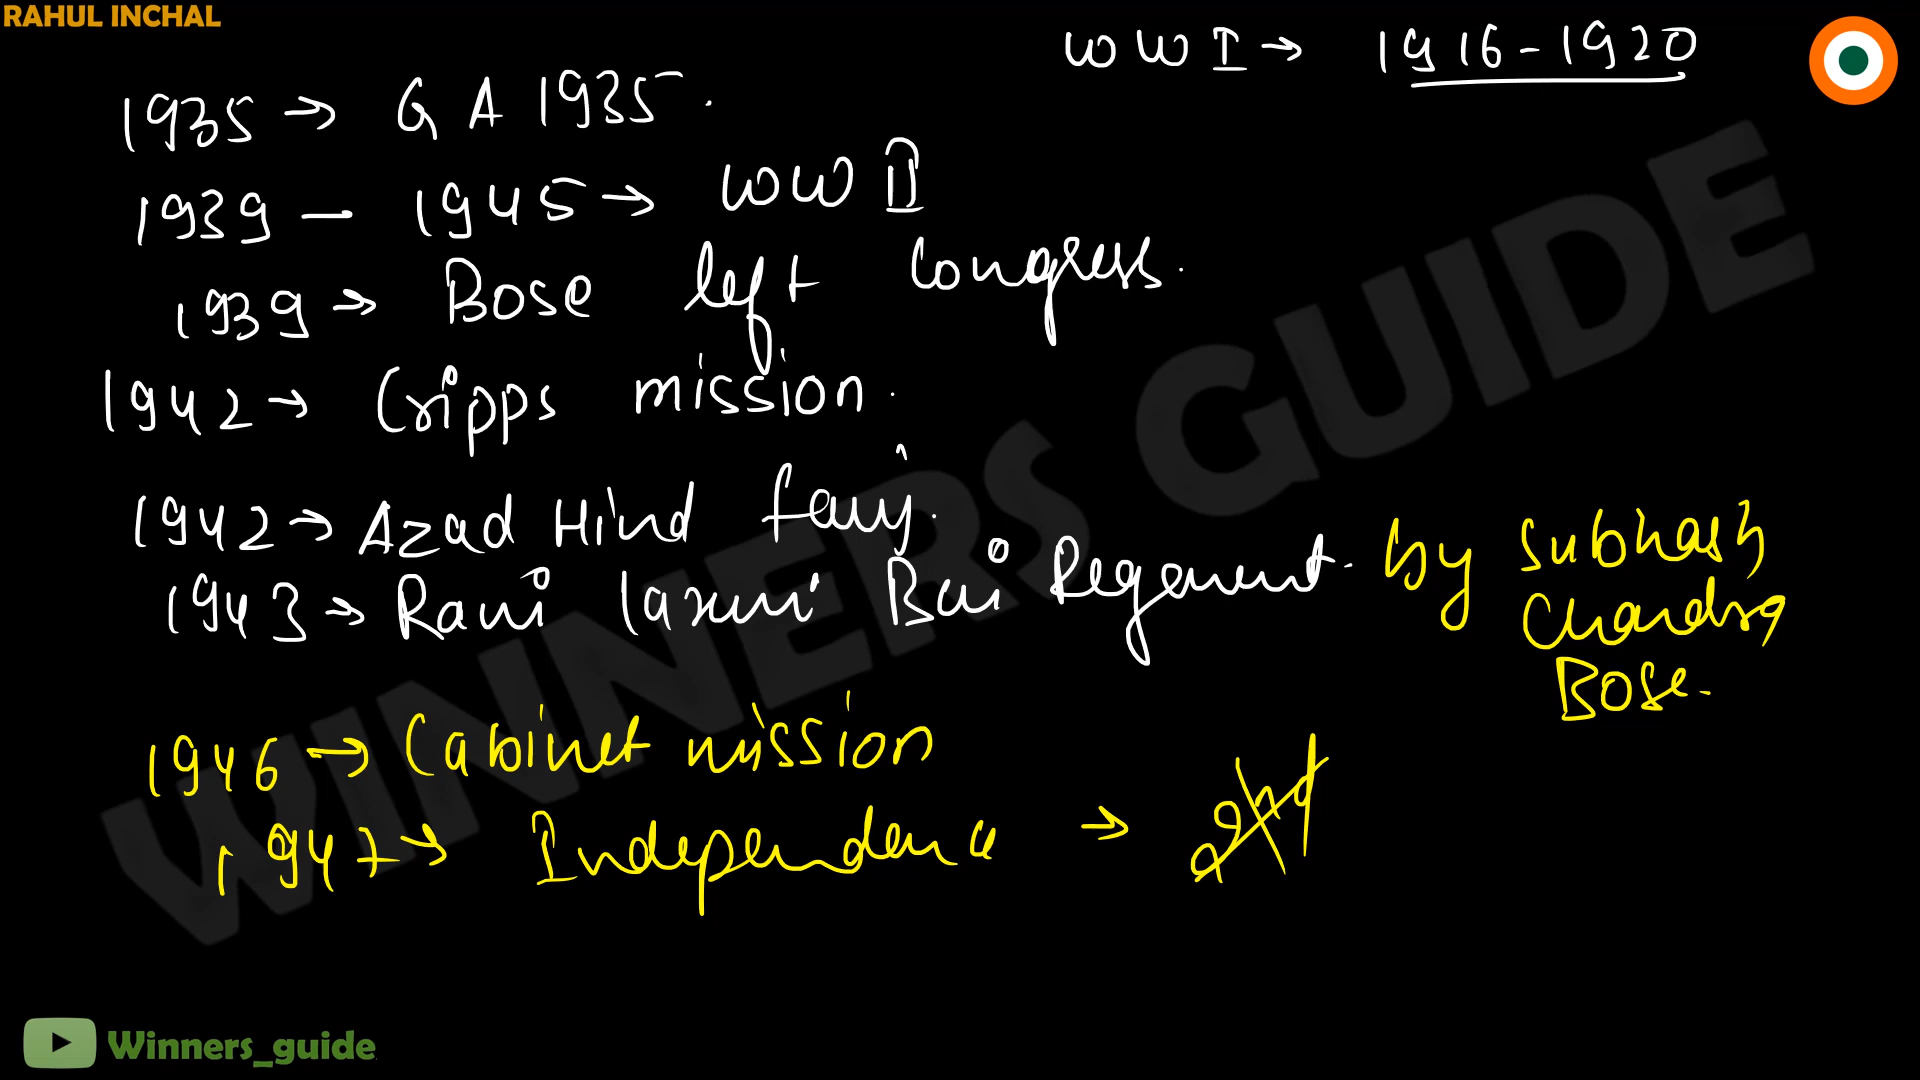 RAHUL INCHAL
WW I → 1916-1920
1935 → GA 1935.
1939 – 1945 → WW II
1939 → Bose left Congress.
1942 → Cripps mission.
1942 → Azad Hind fauj.
1943 → Rani laxmi Bai Regement. by Subhash
Chandra
Bose.
1946 → Cabinet mission
1947 → Independence →
WINNERS GUIDE
Winners_guide